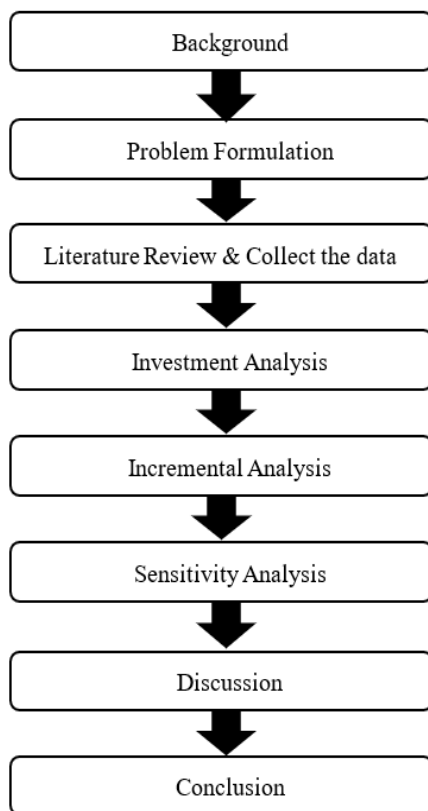 Background
Problem Formulation
Literature Review & Collect the data
Investment Analysis
Incremental Analysis
Sensitivity Analysis
Discussion
Conclusion